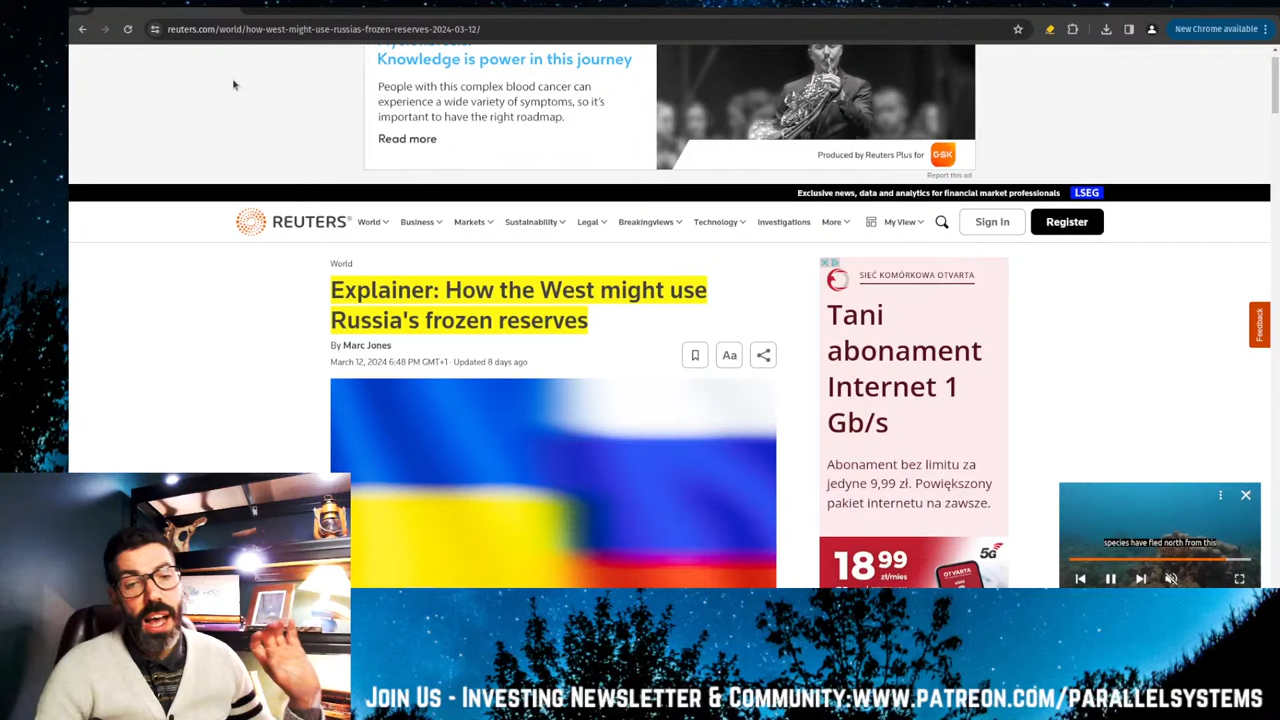 reuters.com/world/how-west-might-use-russias-frozen-reserves-2024-03-12/
New Chrome available
Knowledge is power in this journey
People with this complex blood cancer can
experience a wide variety of symptoms, so it's
important to have the right roadmap.
Read more
Produced by Reuters Plus for
GSK
Report this ad
Exclusive news, data and analytics for financial market professionals
LSEG
REUTERS®
World
Business
Markets
Sustainability
Legal
Breakingviews
Technology
Investigations
More
My View
Sign In
Register
World
Explainer: How the West might use
Russia's frozen reserves
By Marc Jones
March 12, 2024 6:48 PM GMT+1 · Updated 8 days ago
Aa
SIEĆ KOMÓRKOWA OTVARTA
Tani
abonament
Internet 1
Gb/s
Abonament bez limitu za
jedyne 9,99 zł. Powiększony
pakiet internetu na zawsze.
18.99
zł/mies
5G
OTVARTA
Feedback
species have fled north from this
Join Us - Investing Newsletter & Community:www.patreon.com/parallelsystems